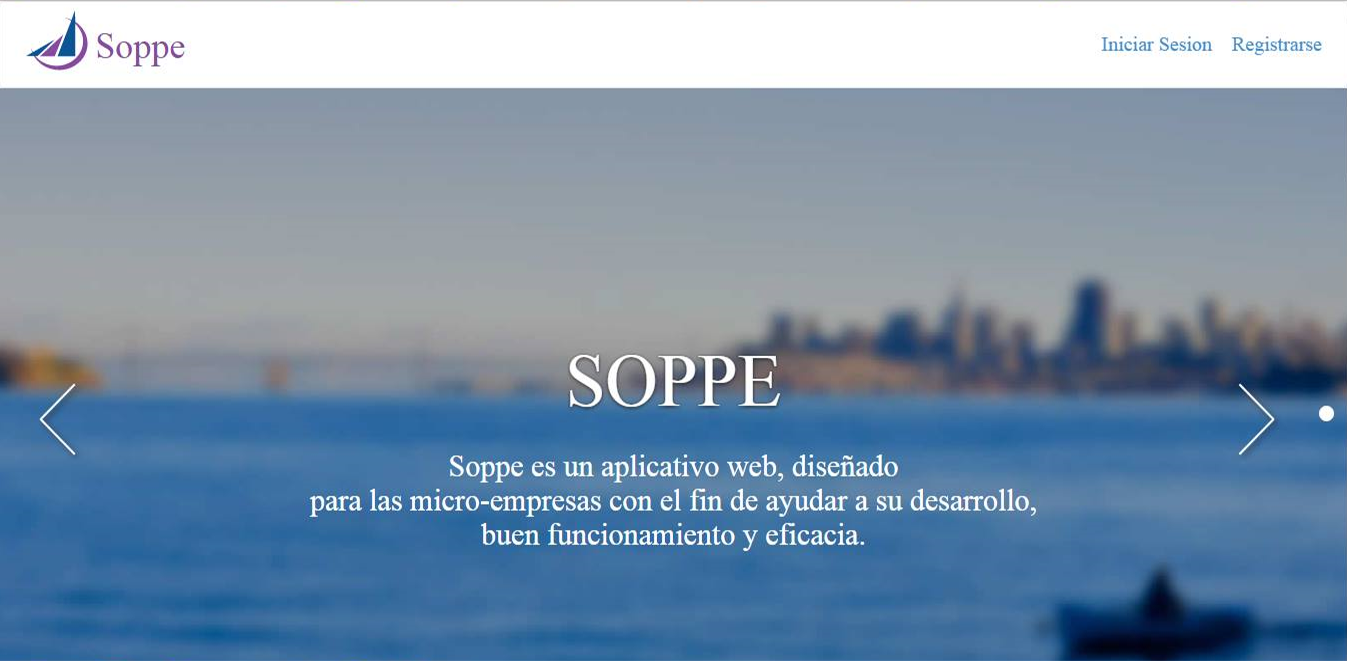 Soppe
Iniciar Sesion Registrarse
SOPPE
Soppe es un aplicativo web, diseñado
para las micro-empresas con el fin de ayudar a su desarrollo,
buen funcionamiento y eficacia.